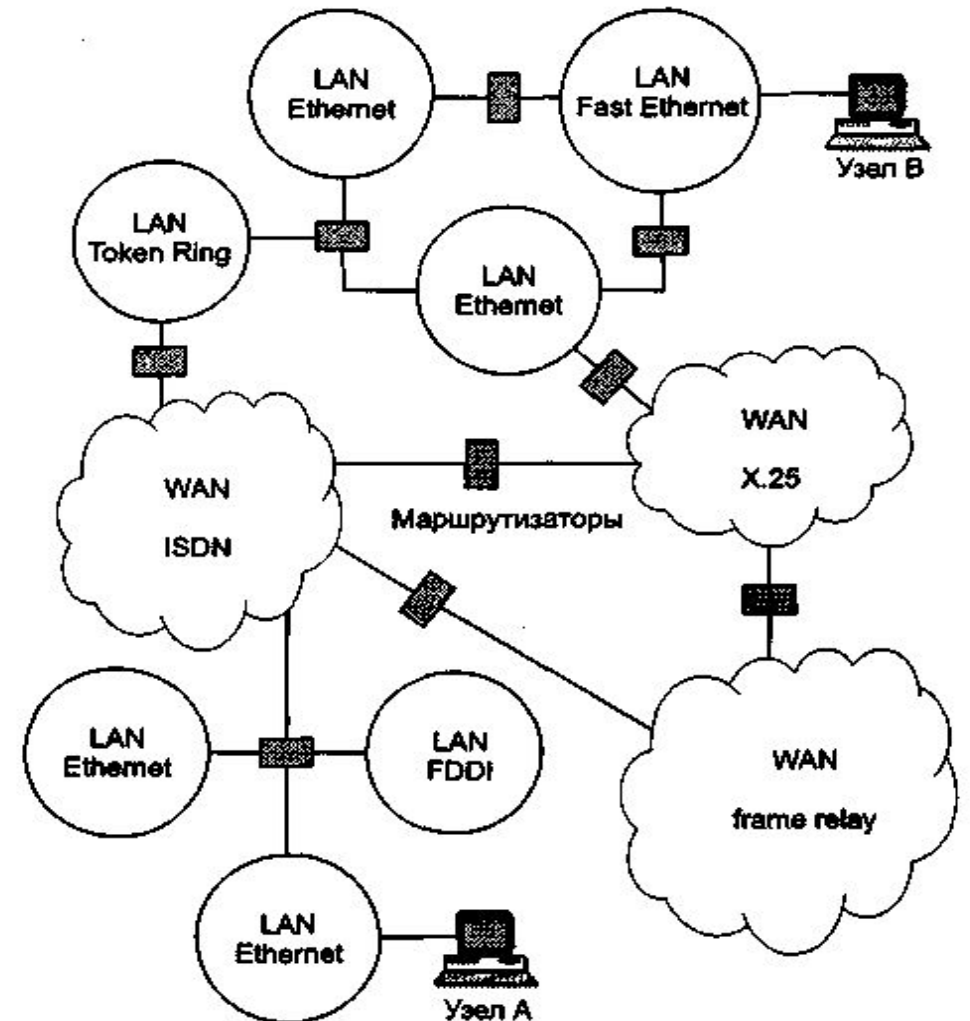 LAN
Ethernet
LAN
Fast Ethernet
Узел В
LAN
Token Ring
LAN
Ethernet
WAN
X.25
WAN
ISDN
Маршрутизаторы
LAN
Ethernet
LAN
FDDI
WAN
frame relay
LAN
Ethernet
Узел А